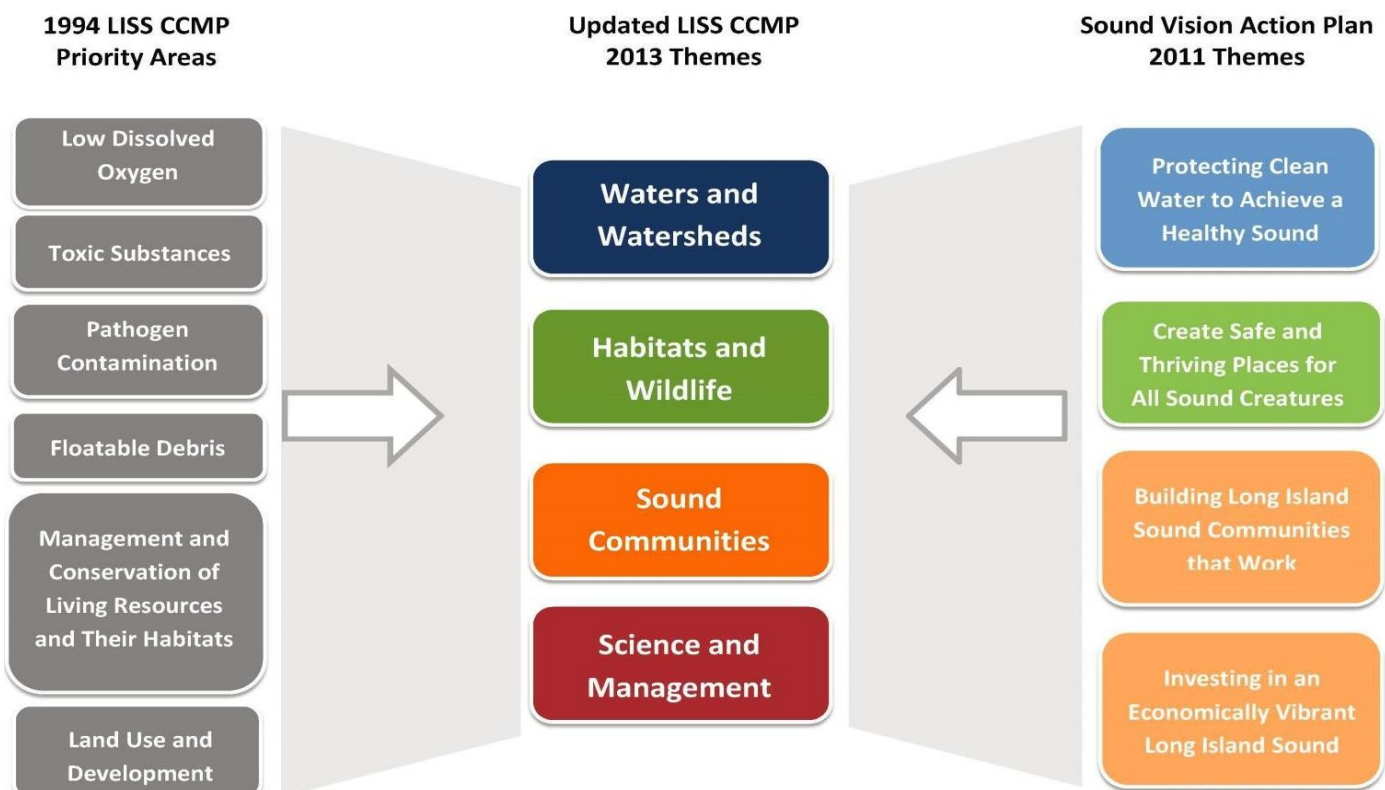 1994 LISS CCMP
Priority Areas
Low Dissolved
Oxygen
Toxic Substances
Pathogen
Contamination
Floatable Debris
Management and
Conservation of
Living Resources
and Their Habitats
Land Use and
Development
Updated LISS CCMP
2013 Themes
Waters and
Watersheds
Habitats and
Wildlife
Sound
Communities
Science and
Management
Sound Vision Action Plan
2011 Themes
Protecting Clean
Water to Achieve a
Healthy Sound
Create Safe and
Thriving Places for
All Sound Creatures
Building Long Island
Sound Communities
that Work
Investing in an
Economically Vibrant
Long Island Sound